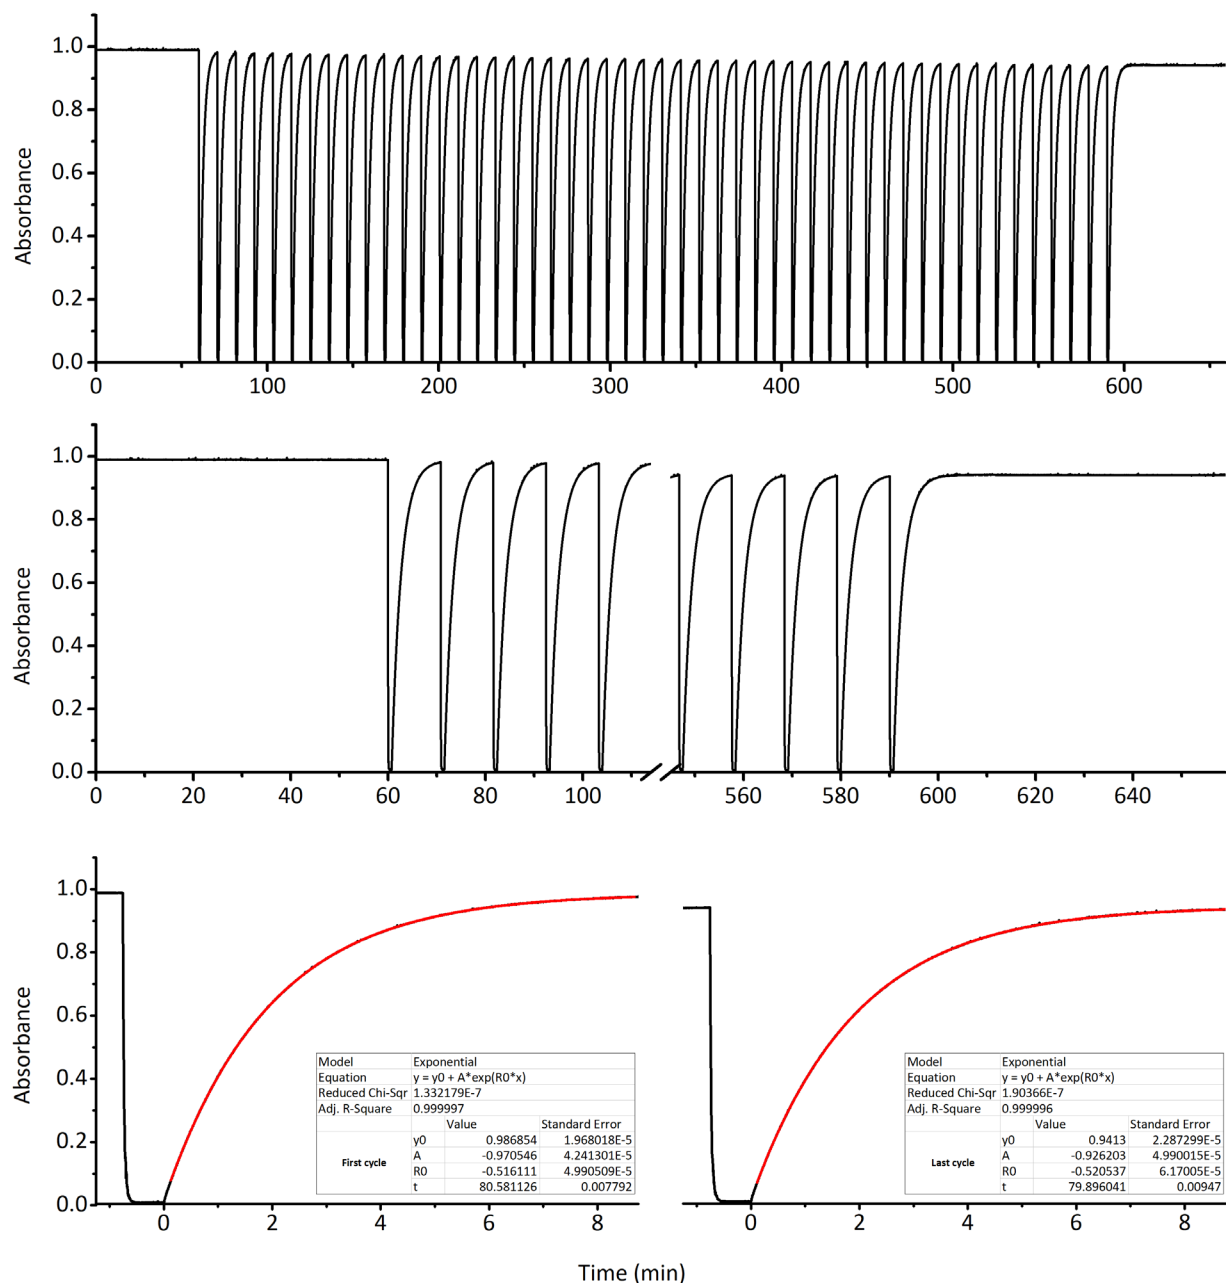 Absorbance
1.0
0.8
0.6
0.4
0.2
0.0
0 100 200 300 400 500 600
Absorbance
1.0
0.8
0.6
0.4
0.2
0.0
0 20 40 60 80 100 560 580 600 620 640
Absorbance
1.0
0.8
0.6
0.4
0.2
0.0
Model Exponential
Equation y = y0 + A*exp(R0*x)
Reduced Chi-Sqr 1.332179E-7
Adj. R-Square 0.999997
Value Standard Error
First cycle
y0 0.986854 1.968018E-5
A -0.970546 4.241301E-5
R0 -0.516111 4.990509E-5
t 80.581126 0.007792
0 2 4 6 8
Model Exponential
Equation y = y0 + A*exp(R0*x)
Reduced Chi-Sqr 1.90366E-7
Adj. R-Square 0.999996
Value Standard Error
Last cycle
y0 0.9413 2.287299E-5
A -0.926203 4.990015E-5
R0 -0.520537 6.17005E-5
t 79.896041 0.00947
0 2 4 6 8
Time (min)